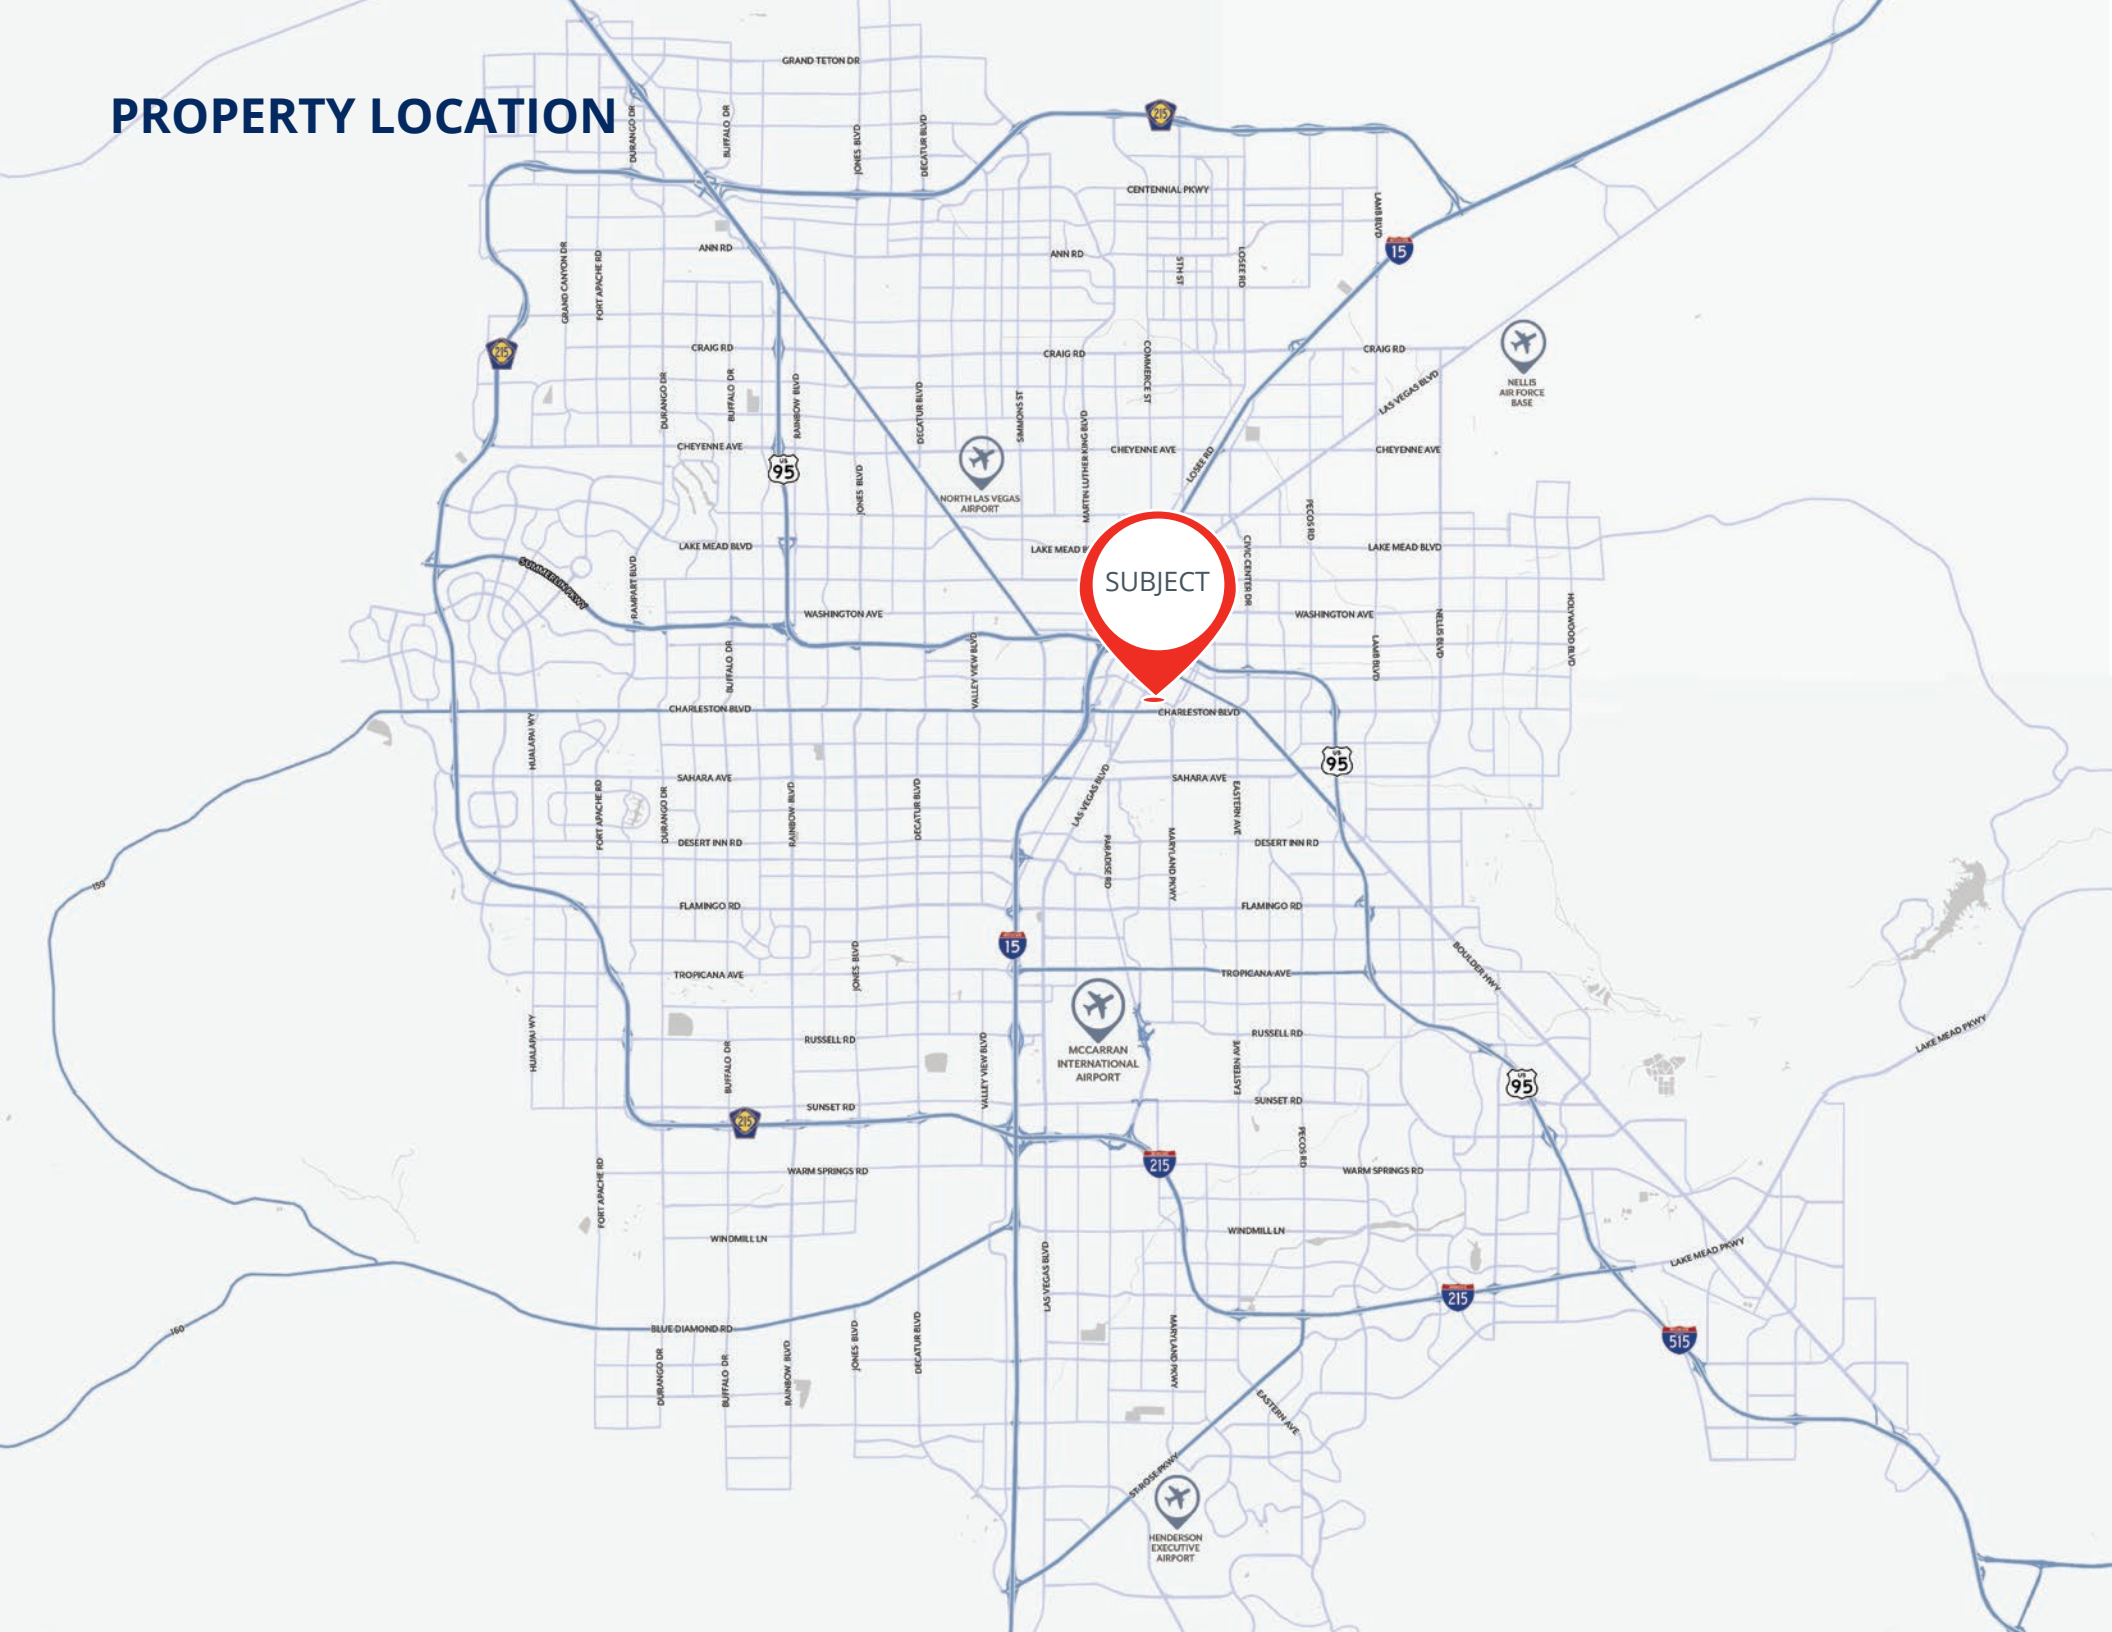 PROPERTY LOCATION
GRAND TETON DR
DURANGO DR
BUFFALO DR
JONES BLVD
DECATUR BLVD
215
CENTENNIAL PKWY
LAMB BLVD
15
GRAND CANYON DR
FORT APACHE RD
ANN RD
ANN RD
5TH ST
LOSEE RD
215
CRAIG RD
CRAIG RD
COMMERCE ST
CRAIG RD
NELLIS
AIR FORCE
BASE
DURANGO DR
BUFFALO DR
RAINBOW BLVD
DECATUR BLVD
SIMMONS ST
MARTIN LUTHER KING BLVD
LAS VEGAS BLVD
CHEYENNE AVE
CHEYENNE AVE
CHEYENNE AVE
LOSEE RD
US
95
JONES BLVD
NORTH LAS VEGAS
AIRPORT
PECOS RD
LAKE MEAD BLVD
LAKE MEAD B
LAKE MEAD BLVD
CIVIC CENTER DR
SUMMERLIN PKWY
RAMPART BLVD
SUBJECT
WASHINGTON AVE
WASHINGTON AVE
NELLIS BLVD
HOLYWOOD BLVD
BUFFALO DR
VALLEY VIEW BLVD
LAMB BLVD
CHARLESTON BLVD
CHARLESTON BLVD
HUALAPAI WY
US
95
SAHARA AVE
SAHARA AVE
LAS VEGAS BLVD
EASTERN AVE
FORT APACHE RD
DURANGO DR
RAINBOW BLVD
DECATUR BLVD
DESERT INN RD
DESERT INN RD
PARADISE RD
MARYLAND PKWY
159
FLAMINGO RD
FLAMINGO RD
15
JONES BLVD
BOULDER HWY
TROPICANA AVE
TROPICANA AVE
HUALAPAI WY
BUFFALO DR
RUSSELL RD
VALLEY VIEW BLVD
MCCARRAN
INTERNATIONAL
AIRPORT
RUSSELL RD
EASTERN AVE
LAKE MEAD PKWY
US
95
SUNSET RD
SUNSET RD
215
PECOS RD
215
FORT APACHE RD
WARM SPRINGS RD
WARM SPRINGS RD
WINDMILL LN
WINDMILL LN
LAS VEGAS BLVD
LAKE MEAD PKWY
215
160
BLUE DIAMOND RD
515
DURANGO DR
BUFFALO DR
RAINBOW BLVD
JONES BLVD
DECATUR BLVD
MARYLAND PKWY
EASTERN AVE
ST ROSE PKWY
HENDERSON
EXECUTIVE
AIRPORT